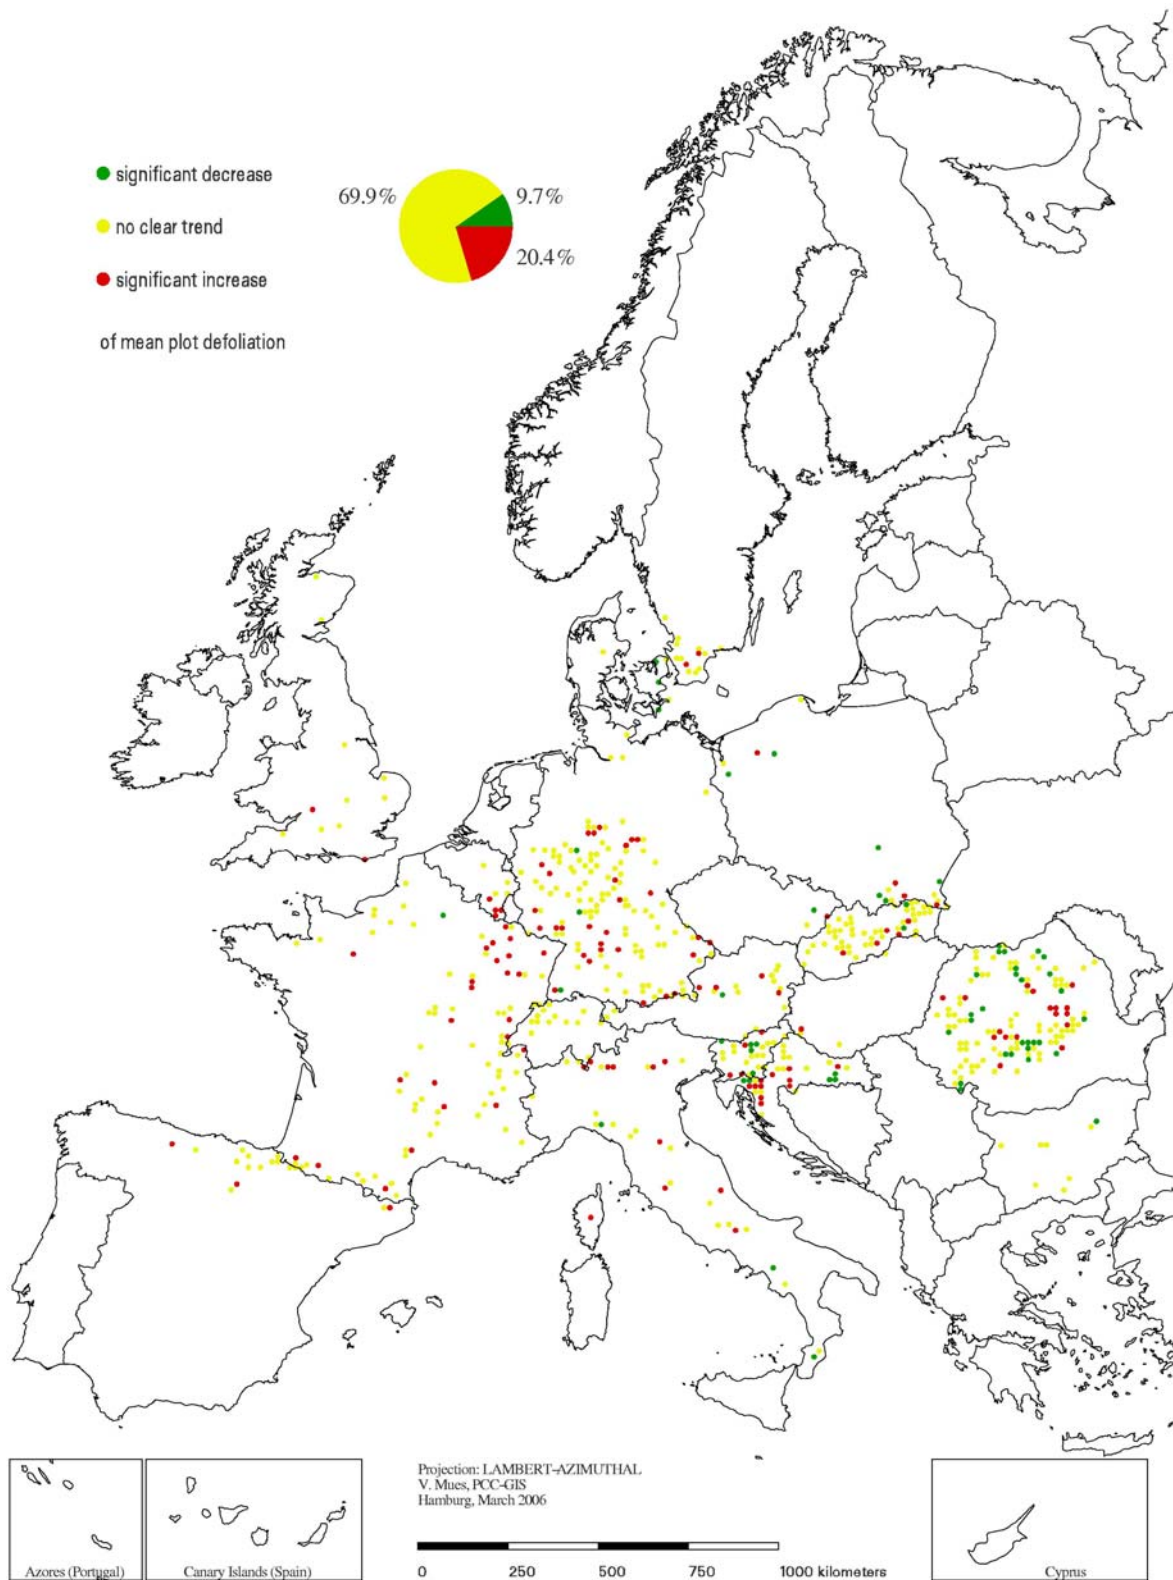 significant decrease
69.9%
9.7%
no clear trend
20.4%
significant increase
of mean plot defoliation
Projection: LAMBERT-AZIMUTHAL
V. Mues, PCC-GIS
Hamburg, March 2006
Azores (Portugal)
Canary Islands (Spain)
0 250 500 750 1000 kilometers
Cyprus